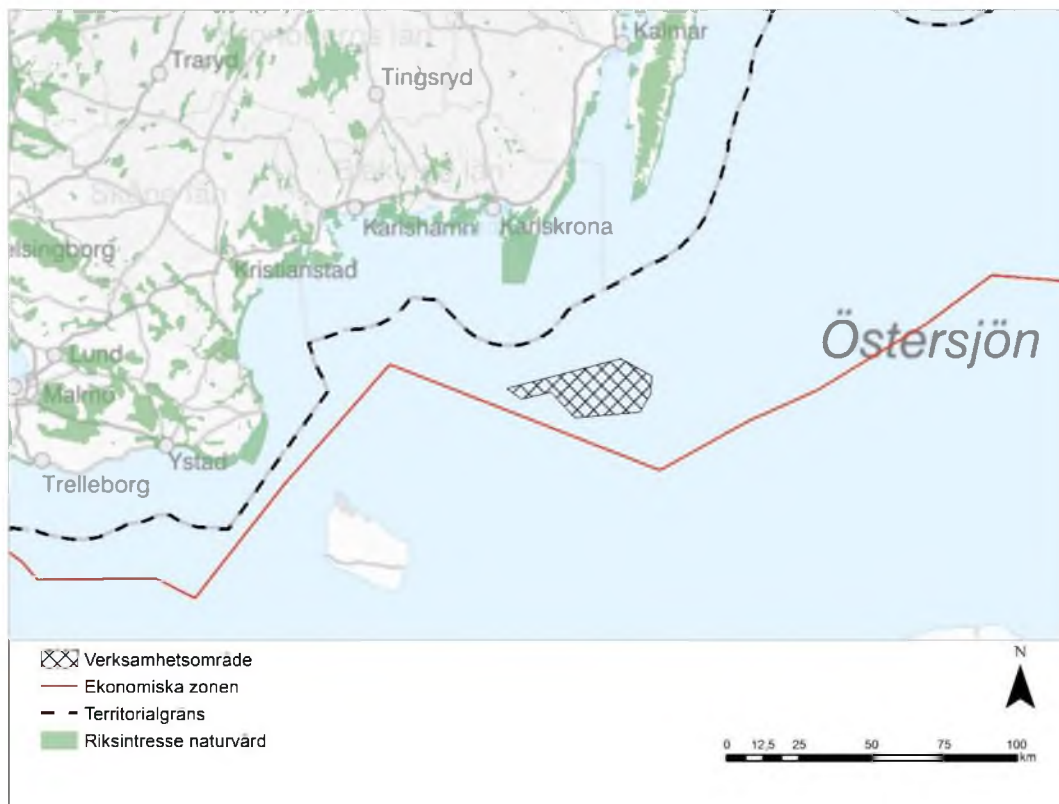 Kalmar
Traryd
Tingsryd
Karlshamn
Karlskrona
Kristianstad
Lund
Malmö
Ystad
Trelleborg
Östersjön
Verksamhetsområde
Ekonomiska zonen
Territorialgräns
Riksintresse naturvård
N
0 12,5 25 50 75 100
km